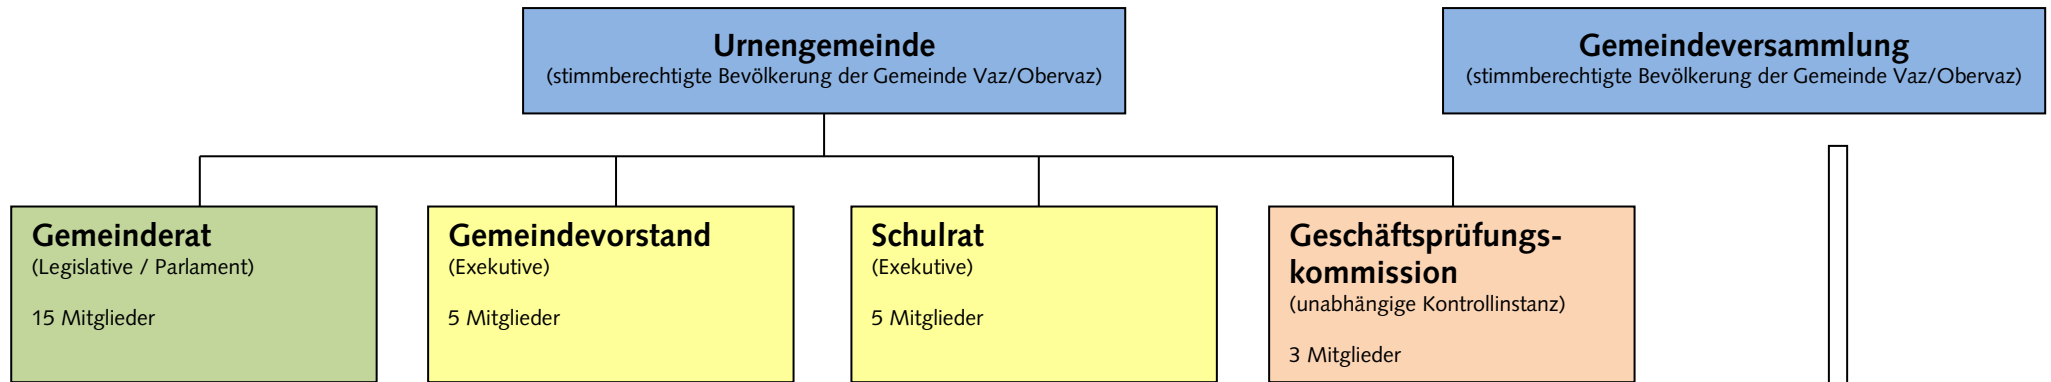 Urnengemeinde
(stimmberechtigte Bevölkerung der Gemeinde Vaz/Obervaz)
Gemeindeversammlung
(stimmberechtigte Bevölkerung der Gemeinde Vaz/Obervaz)
Gemeinderat
(Legislative / Parlament)
15 Mitglieder
Gemeindevorstand
(Exekutive)
5 Mitglieder
Schulrat
(Exekutive)
5 Mitglieder
Geschäftsprüfungs-
kommission
(unabhängige Kontrollinstanz)
3 Mitglieder